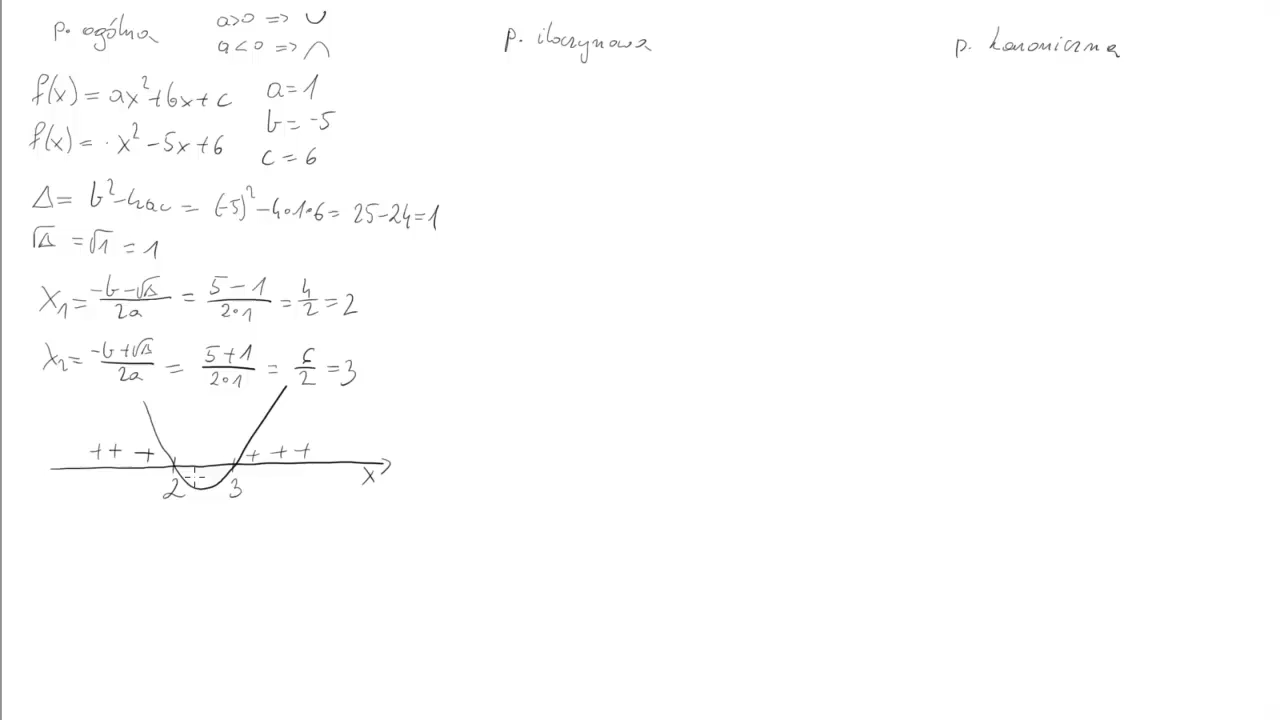 p. ogólna
a>0 => ∪
a<0 => ∩
f(x) = ax²+bx+c
a=1
b=-5
f(x) = x²-5x+6
c=6
Δ= b²-4ac = (-5)²-4•1•6= 25-24=1
√Δ = √1 = 1
x₁= (-b-√Δ)/(2a) = (5-1)/(2•1) = 4/2 = 2
x₂= (-b+√Δ)/(2a) = (5+1)/(2•1) = 6/2 = 3
+ + + + + +
2 3 x
p. iloczynowa
p. kanoniczna